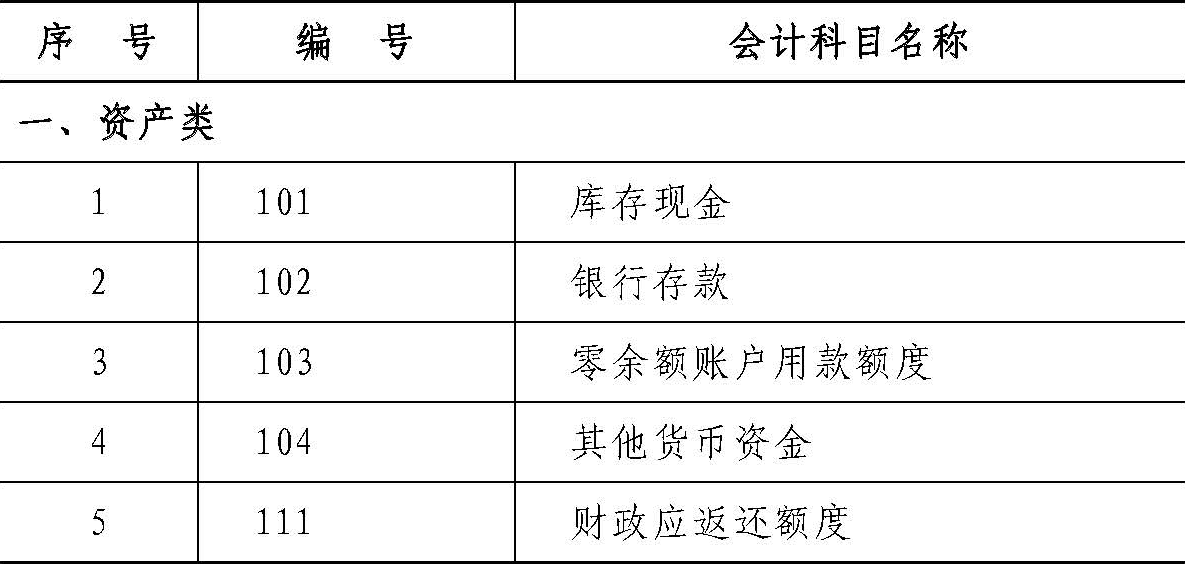 序 号 编 号 会计科目名称
一、资产类
1 101 库存现金
2 102 银行存款
3 103 零余额账户用款额度
4 104 其他货币资金
5 111 财政应返还额度